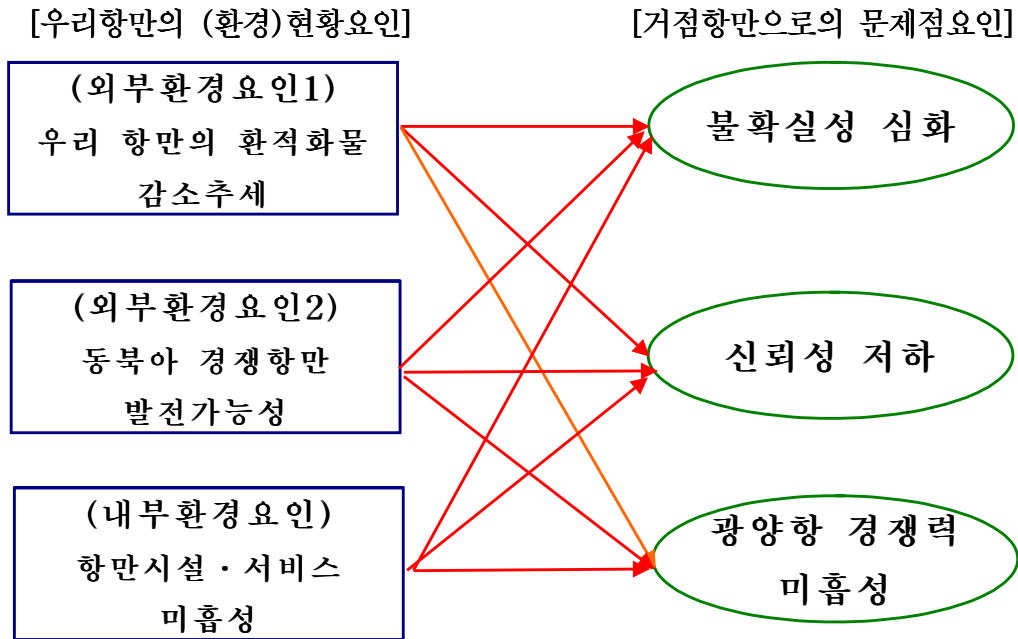 [우리항만의 (환경)현황요인]
[거점항만으로의 문제점요인]
(외부환경요인1)
우리 항만의 환적화물
감소추세
불확실성 심화
(외부환경요인2)
동북아 경쟁항만
발전가능성
신뢰성 저하
(내부환경요인)
항만시설·서비스
미흡성
광양항 경쟁력
미흡성